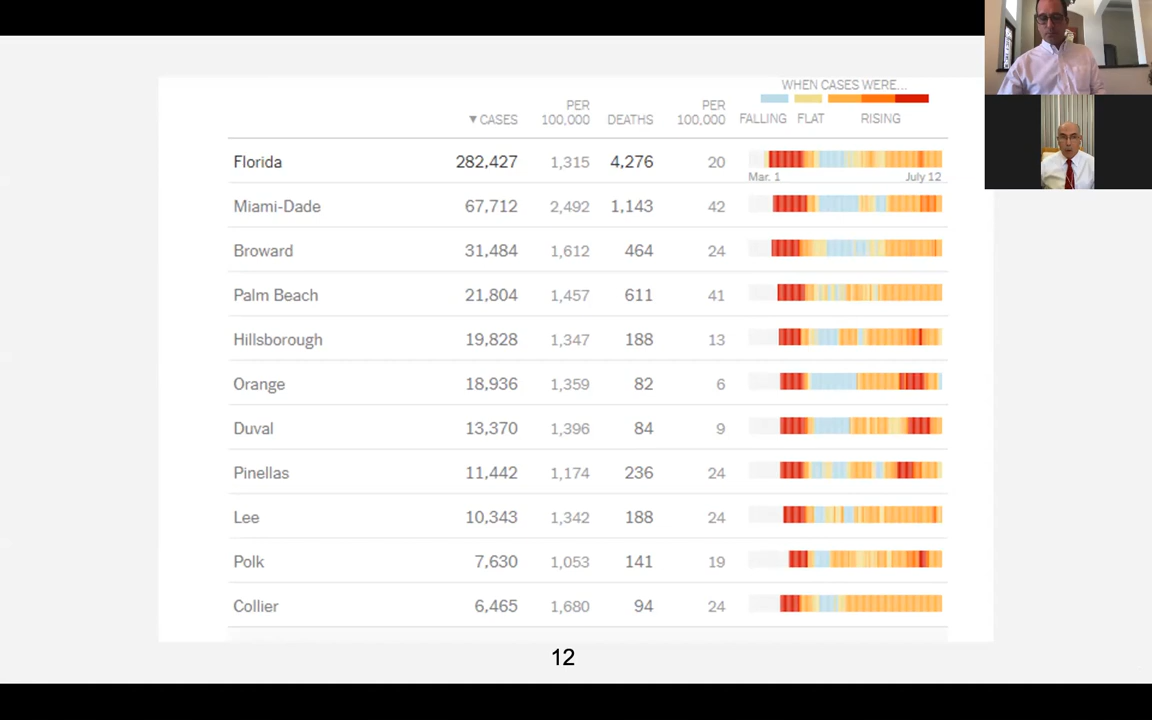 WHEN CASES WERE...
▼ CASES PER 100,000 DEATHS PER 100,000 FALLING FLAT RISING
Florida 282,427 1,315 4,276 20
Mar. 1 July 12
Miami-Dade 67,712 2,492 1,143 42
Broward 31,484 1,612 464 24
Palm Beach 21,804 1,457 611 41
Hillsborough 19,828 1,347 188 13
Orange 18,936 1,359 82 6
Duval 13,370 1,396 84 9
Pinellas 11,442 1,174 236 24
Lee 10,343 1,342 188 24
Polk 7,630 1,053 141 19
Collier 6,465 1,680 94 24
12